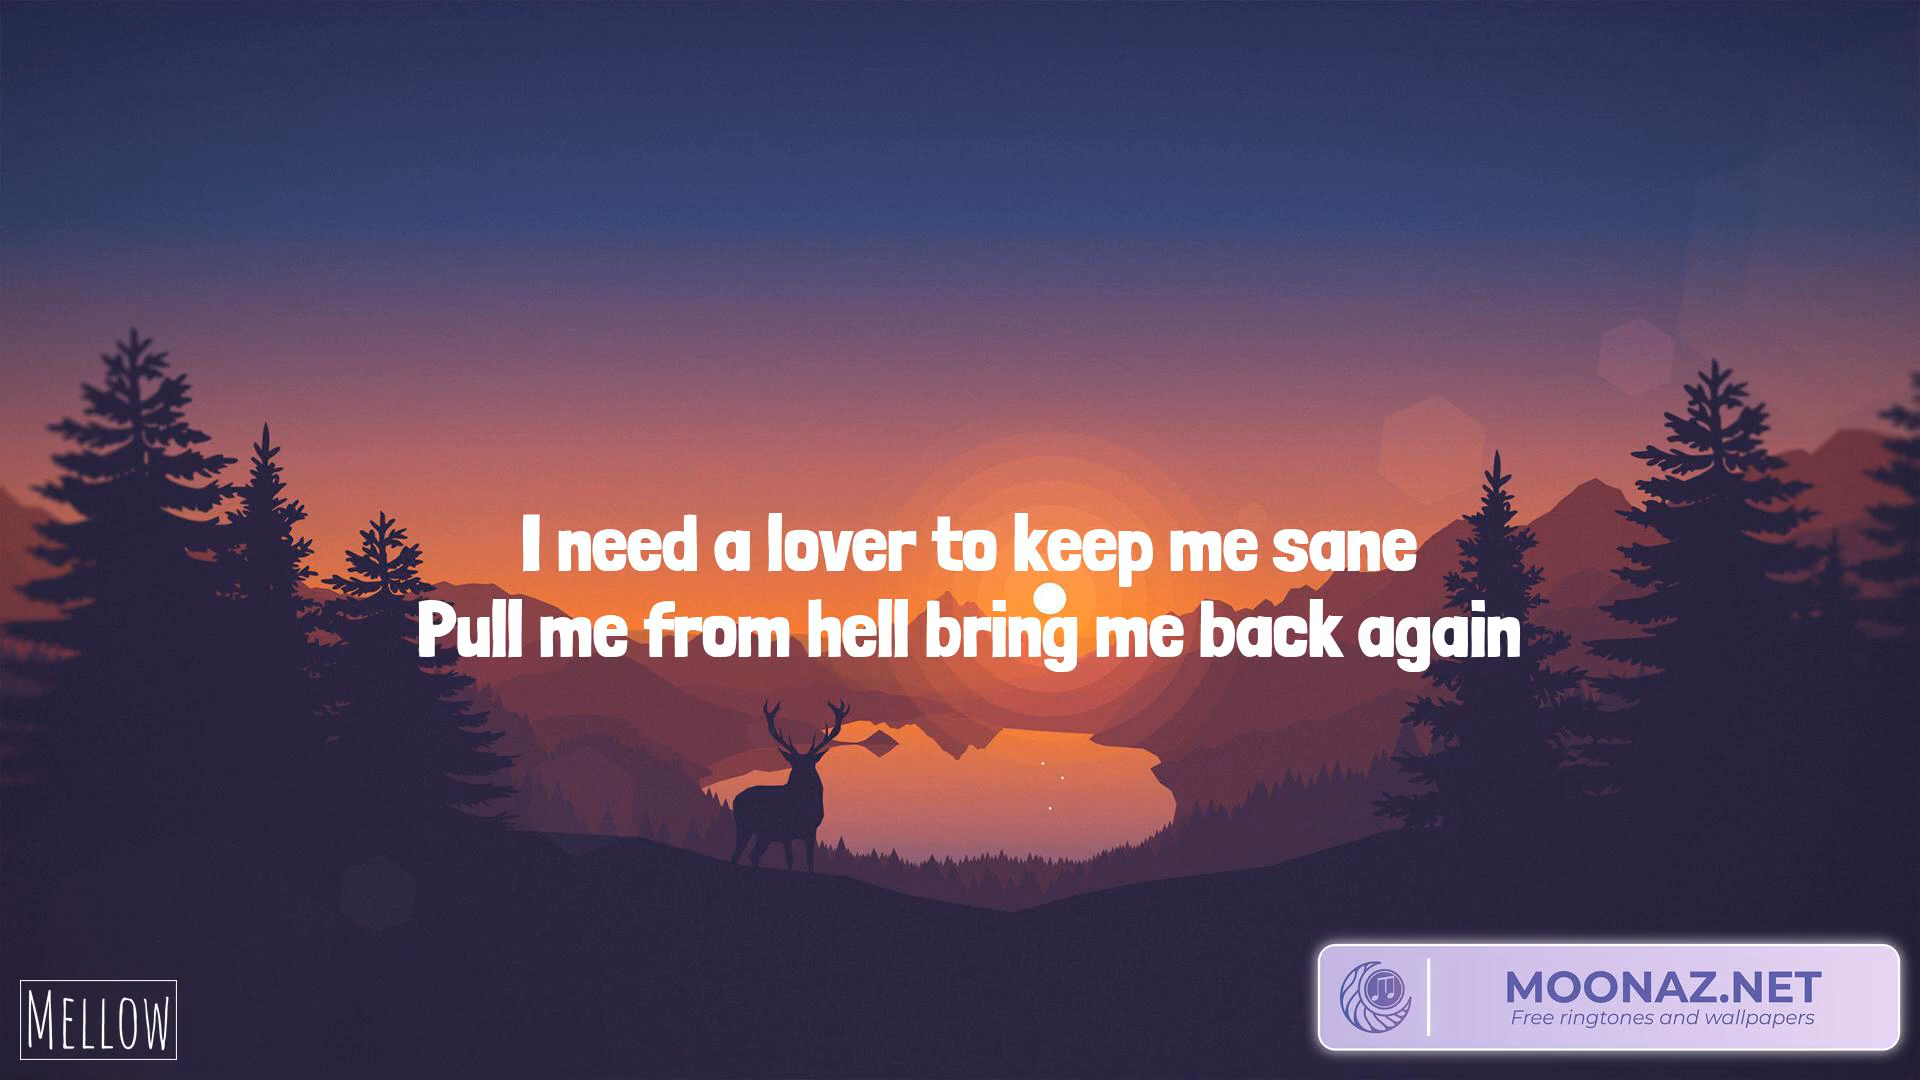 I need a lover to keep me sane
Pull me from hell bring me back again
MELLOW
MOONAZ.NET
Free ringtones and wallpapers